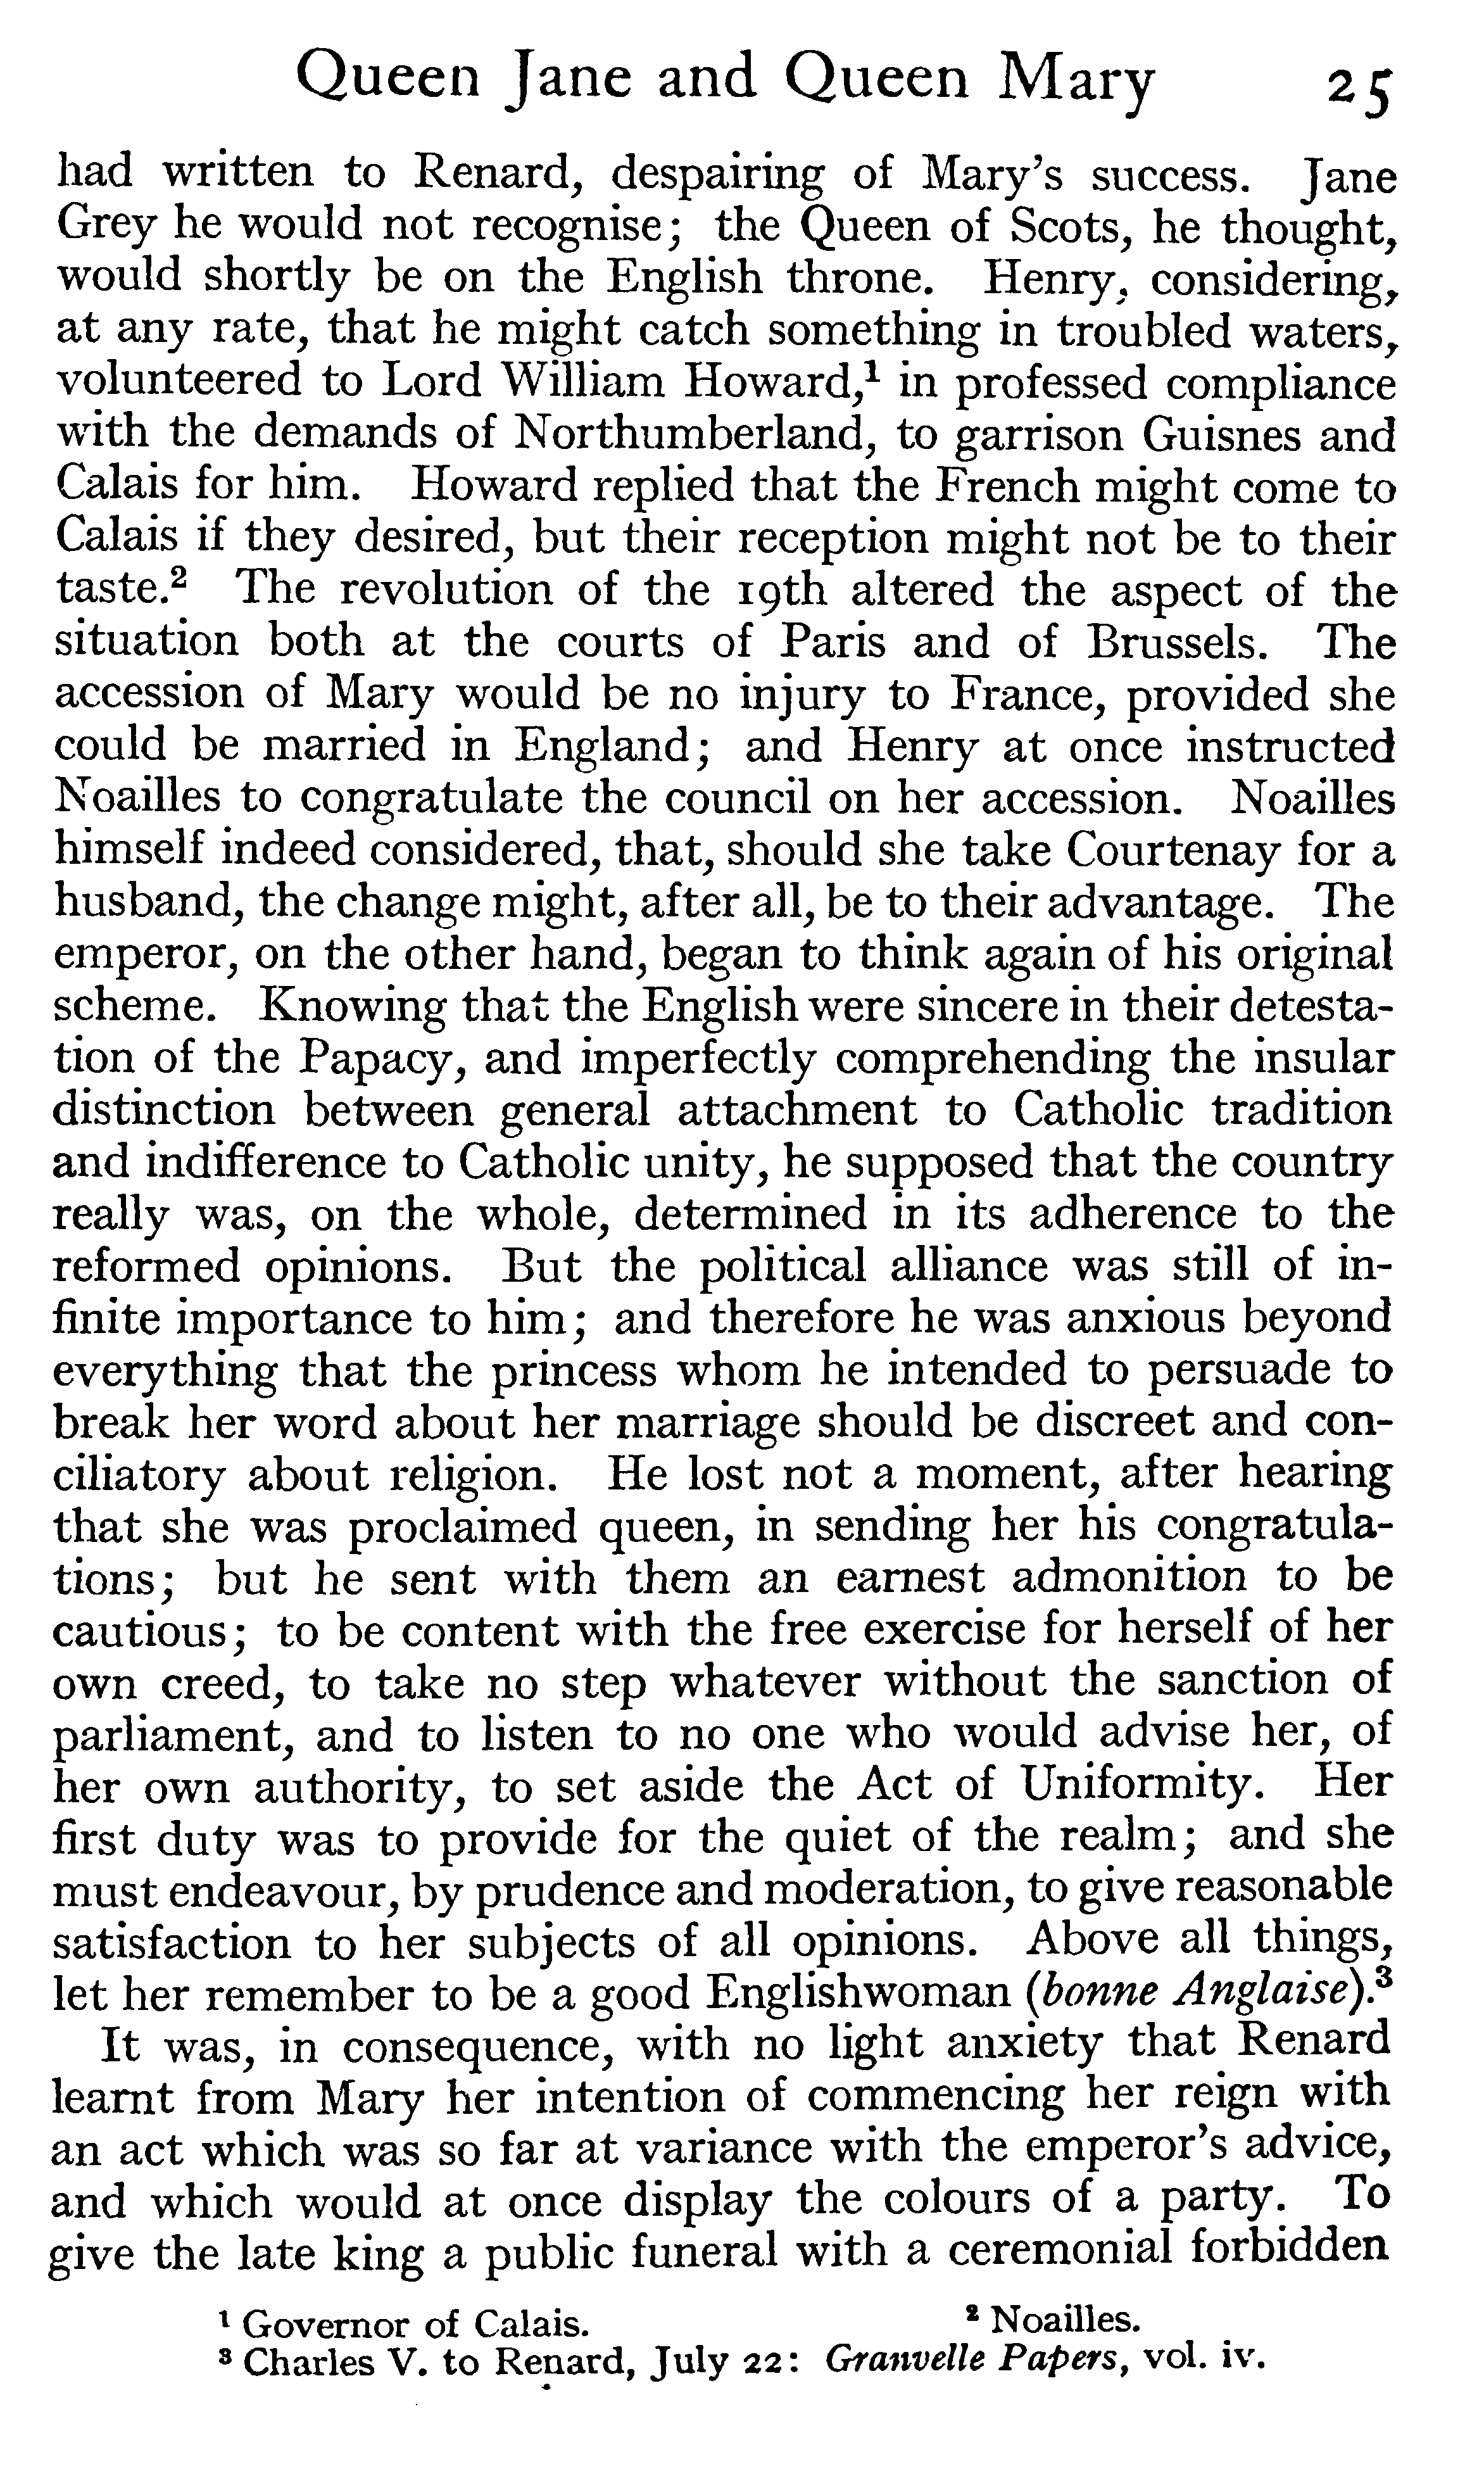 Queen Jane and Queen Mary 25
had written to Renard, despairing of Mary's success. Jane
Grey he would not recognise; the Queen of Scots, he thought,
would shortly be on the English throne. Henry, considering,
at any rate, that he might catch something in troubled waters,
volunteered to Lord William Howard,¹ in professed compliance
with the demands of Northumberland, to garrison Guisnes and
Calais for him. Howard replied that the French might come to
Calais if they desired, but their reception might not be to their
taste.² The revolution of the 19th altered the aspect of the
situation both at the courts of Paris and of Brussels. The
accession of Mary would be no injury to France, provided she
could be married in England; and Henry at once instructed
Noailles to congratulate the council on her accession. Noailles
himself indeed considered, that, should she take Courtenay for a
husband, the change might, after all, be to their advantage. The
emperor, on the other hand, began to think again of his original
scheme. Knowing that the English were sincere in their detesta-
tion of the Papacy, and imperfectly comprehending the insular
distinction between general attachment to Catholic tradition
and indifference to Catholic unity, he supposed that the country
really was, on the whole, determined in its adherence to the
reformed opinions. But the political alliance was still of in-
finite importance to him; and therefore he was anxious beyond
everything that the princess whom he intended to persuade to
break her word about her marriage should be discreet and con-
ciliatory about religion. He lost not a moment, after hearing
that she was proclaimed queen, in sending her his congratula-
tions; but he sent with them an earnest admonition to be
cautious; to be content with the free exercise for herself of her
own creed, to take no step whatever without the sanction of
parliament, and to listen to no one who would advise her, of
her own authority, to set aside the Act of Uniformity. Her
first duty was to provide for the quiet of the realm; and she
must endeavour, by prudence and moderation, to give reasonable
satisfaction to her subjects of all opinions. Above all things,
let her remember to be a good Englishwoman (bonne Anglaise).³
It was, in consequence, with no light anxiety that Renard
learnt from Mary her intention of commencing her reign with
an act which was so far at variance with the emperor's advice,
and which would at once display the colours of a party. To
give the late king a public funeral with a ceremonial forbidden
¹ Governor of Calais. ² Noailles.
³ Charles V. to Renard, July 22: Granvelle Papers, vol. iv.